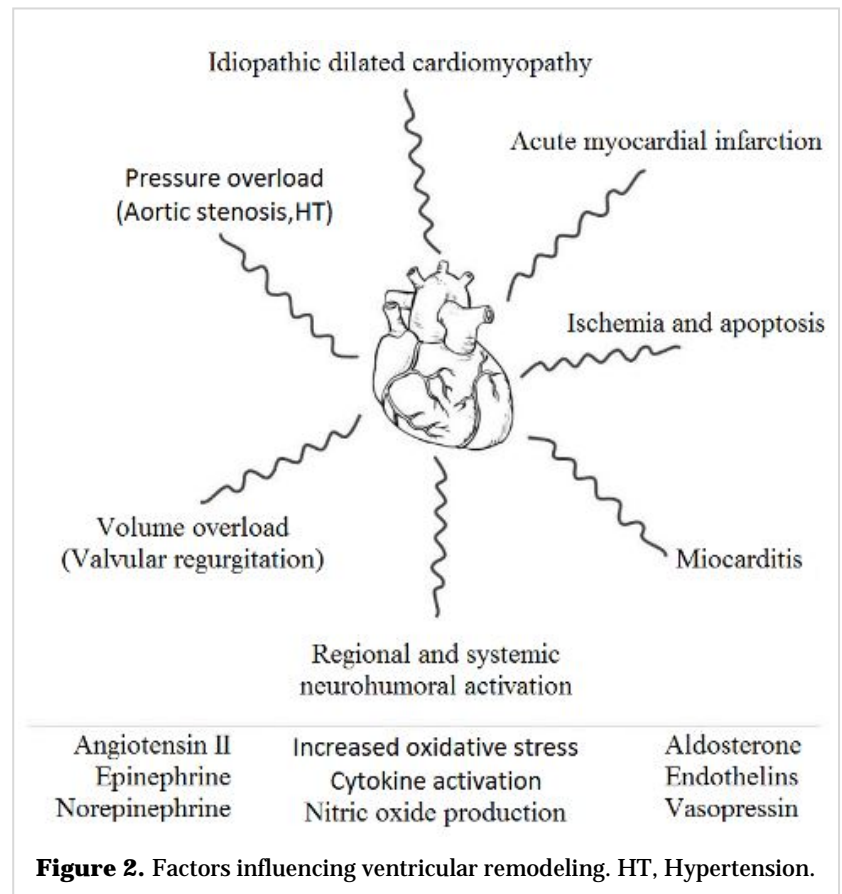 Idiopathic dilated cardiomyopathy
Acute myocardial infarction
Pressure overload
(Aortic stenosis,HT)
Ischemia and apoptosis
Volume overload
(Valvular regurgitation)
Miocarditis
Regional and systemic
neurohumoral activation
Angiotensin II Increased oxidative stress Aldosterone
Epinephrine Cytokine activation Endothelins
Norepinephrine Nitric oxide production Vasopressin
Figure 2. Factors influencing ventricular remodeling. HT, Hypertension.